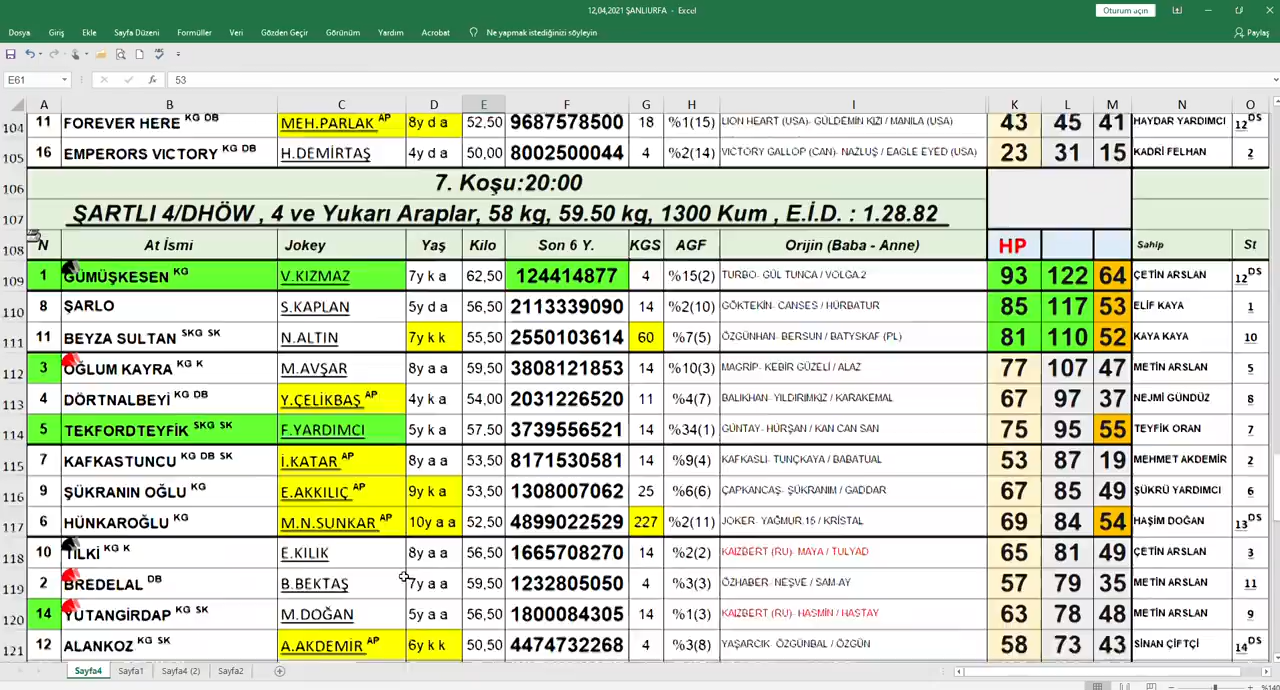 12,04,2021 ŞANLIURFA - Excel
Oturum açın
Dosya Giriş Ekle Sayfa Düzeni Formüller Veri Gözden Geçir Görünüm Yardım Acrobat Ne yapmak istediğinizi söyleyin Paylaş
E61 fx 53
A B C D E F G H I K L M N O
104 11 FOREVER HERE KG DB MEH.PARLAK AP 8y d a 52,50 9687578500 18 %1(15) LION HEART (USA)- GÜLDEMİN KIZI / MANILA (USA) 43 45 41 HAYDAR YARDIMCI 12 DS
105 16 EMPERORS VICTORY KG DB H.DEMİRTAŞ 4y d a 50,00 8002500044 4 %2(14) VICTORY GALLOP (CAN)- NAZLUŞ / EAGLE EYED (USA) 23 31 15 KADRİ FELHAN 2
106 7. Koşu:20:00
107 ŞARTLI 4/DHÖW , 4 ve Yukarı Araplar, 58 kg, 59.50 kg, 1300 Kum , E.İ.D. : 1.28.82
108 N At İsmi Jokey Yaş Kilo Son 6 Y. KGS AGF Orijin (Baba - Anne) HP Sahip St
109 1 GÜMÜŞKESEN KG V.KIZMAZ 7y k a 62,50 124414877 4 %15(2) TURBO- GÜL TUNCA / VOLGA.2 93 122 64 ÇETİN ARSLAN 12 DS
110 8 ŞARLO S.KAPLAN 5y d a 56,50 2113339090 14 %2(10) GÖKTEKİN- CANSES / HÜRBATUR 85 117 53 ELİF KAYA 1
111 11 BEYZA SULTAN SKG SK N.ALTIN 7y k k 55,50 2550103614 60 %7(5) ÖZGÜNHAN- BERSUN / BATYSKAF (PL) 81 110 52 KAYA KAYA 10
112 3 OĞLUM KAYRA KG K M.AVŞAR 8y a a 59,50 3808121853 14 %10(3) MAGRİP- KEBİR GÜZELİ / ALAZ 77 107 47 METİN ARSLAN 5
113 4 DÖRTNALBEYİ KG DB Y.ÇELİKBAŞ AP 4y k a 54,00 2031226520 11 %4(7) BALIKHAN- YILDIRIMKIZ / KARAKEMAL 67 97 37 NEJMİ GÜNDÜZ 8
114 5 TEKFORDTEYFİK SKG SK F.YARDIMCI 5y k a 57,50 3739556521 14 %34(1) GÜNTAY- HÜRŞAN / KAN CAN SAN 75 95 55 TEYFİK ORAN 7
115 7 KAFKASTUNCU KG DB SK İ.KATAR AP 8y a a 53,50 8171530581 14 %9(4) KAFKASLI- TUNÇKAYA / BABATUAL 53 87 19 MEHMET AKDEMİR 2
116 9 ŞÜKRANIN OĞLU KG E.AKKILIÇ AP 9y k a 53,50 1308007062 25 %6(6) ÇAPKANCAŞ- ŞÜKRANIM / GADDAR 67 85 49 ŞÜKRÜ YARDIMCI 6
117 6 HÜNKAROĞLU KG M.N.SUNKAR AP 10y a a 52,50 4899022529 227 %2(11) JOKER- YAĞMUR.15 / KRİSTAL 69 84 54 HAŞİM DOĞAN 13 DS
118 10 TİLKİ KG K E.KILIK 8y a a 56,50 1665708270 14 %2(2) KAIZBERT (RU)- MAYA / TULYAD 65 81 49 ÇETİN ARSLAN 3
119 2 BREDELAL DB B.BEKTAŞ 7y a a 59,50 1232805050 4 %3(3) ÖZHABER- NEŞVE / SAM-AY 57 79 35 METİN ARSLAN 11
120 14 YUTANGİRDAP KG SK M.DOĞAN 5y a a 56,50 1800084305 14 %1(3) KAIZBERT (RU)- HASMİN / HASTAY 63 78 48 METİN ARSLAN 9
121 12 ALANKOZ KG SK A.AKDEMİR AP 6y k k 50,50 4474732268 4 %3(8) YAŞARCIK- ÖZGÜNBAL / ÖZGÜN 58 73 43 SİNAN ÇİFTÇİ 14 DS
Sayfa4 Sayfa1 Sayfa4 (2) Sayfa2